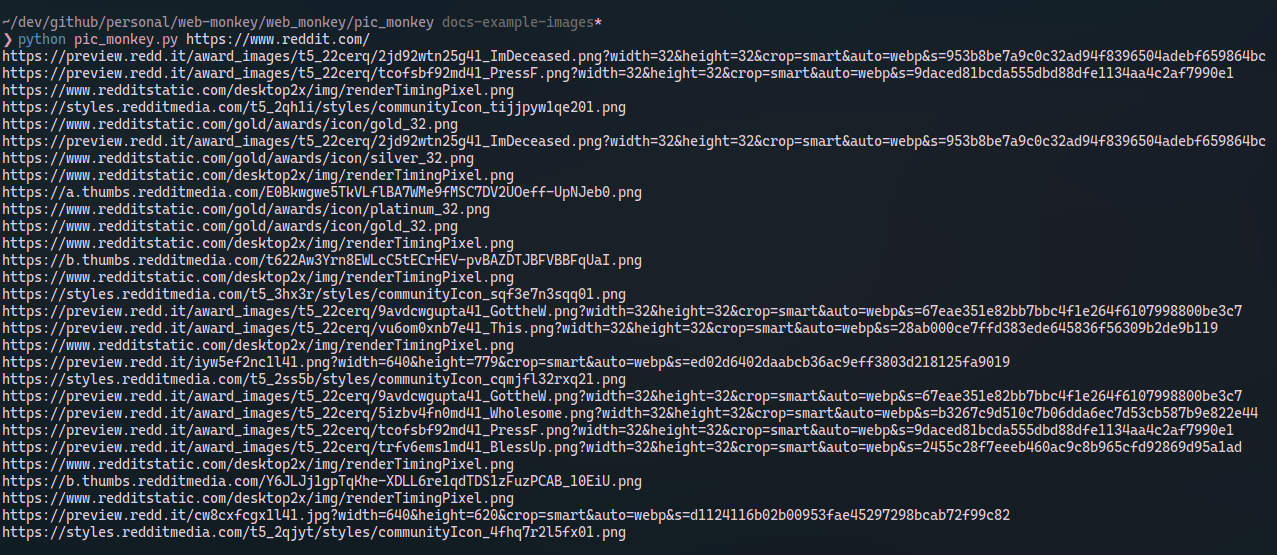 ~/dev/github/personal/web-monkey/web_monkey/pic_monkey docs-example-images*
❯ python pic_monkey.py https://www.reddit.com/
https://preview.redd.it/award_images/t5_22cerq/2jd92wtn25g41_ImDeceased.png?width=32&height=32&crop=smart&auto=webp&s=953b8be7a9c0c32ad94f8396504adebf659864bc
https://preview.redd.it/award_images/t5_22cerq/tcofsbf92md41_PressF.png?width=32&height=32&crop=smart&auto=webp&s=9daced81bcda555dbd88dfe1134aa4c2af7990e1
https://www.redditstatic.com/desktop2x/img/renderTimingPixel.png
https://styles.redditmedia.com/t5_2qh1i/styles/communityIcon_tijjpyw1qe201.png
https://www.redditstatic.com/gold/awards/icon/gold_32.png
https://preview.redd.it/award_images/t5_22cerq/2jd92wtn25g41_ImDeceased.png?width=32&height=32&crop=smart&auto=webp&s=953b8be7a9c0c32ad94f8396504adebf659864bc
https://www.redditstatic.com/gold/awards/icon/silver_32.png
https://www.redditstatic.com/desktop2x/img/renderTimingPixel.png
https://a.thumbs.redditmedia.com/E0Bkwgwe5TkVLflBA7WMe9fMSC7DV2UOeff-UpNJeb0.png
https://www.redditstatic.com/gold/awards/icon/platinum_32.png
https://www.redditstatic.com/gold/awards/icon/gold_32.png
https://www.redditstatic.com/desktop2x/img/renderTimingPixel.png
https://b.thumbs.redditmedia.com/t622Aw3Yrn8EWLcC5tECrHEV-pvBAZDTJBFVBBFqUaI.png
https://www.redditstatic.com/desktop2x/img/renderTimingPixel.png
https://styles.redditmedia.com/t5_3hx3r/styles/communityIcon_sqf3e7n3sqq01.png
https://preview.redd.it/award_images/t5_22cerq/9avdcwgupta41_GottheW.png?width=32&height=32&crop=smart&auto=webp&s=67eae351e82bb7bbc4f1e264f6107998800be3c7
https://preview.redd.it/award_images/t5_22cerq/vu6om0xnb7e41_This.png?width=32&height=32&crop=smart&auto=webp&s=28ab000ce7ffd383ede645836f56309b2de9b119
https://www.redditstatic.com/desktop2x/img/renderTimingPixel.png
https://preview.redd.it/iyw5ef2nc1l41.png?width=640&height=779&crop=smart&auto=webp&s=ed02d6402daabcb36ac9eff3803d218125fa9019
https://styles.redditmedia.com/t5_2ss5b/styles/communityIcon_cqmjfl32rxq21.png
https://preview.redd.it/award_images/t5_22cerq/9avdcwgupta41_GottheW.png?width=32&height=32&crop=smart&auto=webp&s=67eae351e82bb7bbc4f1e264f6107998800be3c7
https://preview.redd.it/award_images/t5_22cerq/5izbv4fn0md41_Wholesome.png?width=32&height=32&crop=smart&auto=webp&s=b3267c9d510c7b06dda6ec7d53cb587b9e822e44
https://preview.redd.it/award_images/t5_22cerq/tcofsbf92md41_PressF.png?width=32&height=32&crop=smart&auto=webp&s=9daced81bcda555dbd88dfe1134aa4c2af7990e1
https://preview.redd.it/award_images/t5_22cerq/trfv6ems1md41_BlessUp.png?width=32&height=32&crop=smart&auto=webp&s=2455c28f7eeeb460ac9c8b965cfd92869d95a1ad
https://www.redditstatic.com/desktop2x/img/renderTimingPixel.png
https://b.thumbs.redditmedia.com/Y6JLJj1gpTqKhe-XDLL6re1qdTDS1zFuzPCAB_10EiU.png
https://www.redditstatic.com/desktop2x/img/renderTimingPixel.png
https://preview.redd.it/cw8cxfcgx1l41.jpg?width=640&height=620&crop=smart&auto=webp&s=d1124116b02b00953fae45297298bcab72f99c82
https://styles.redditmedia.com/t5_2qjyt/styles/communityIcon_4fhq7r2l5fx01.png